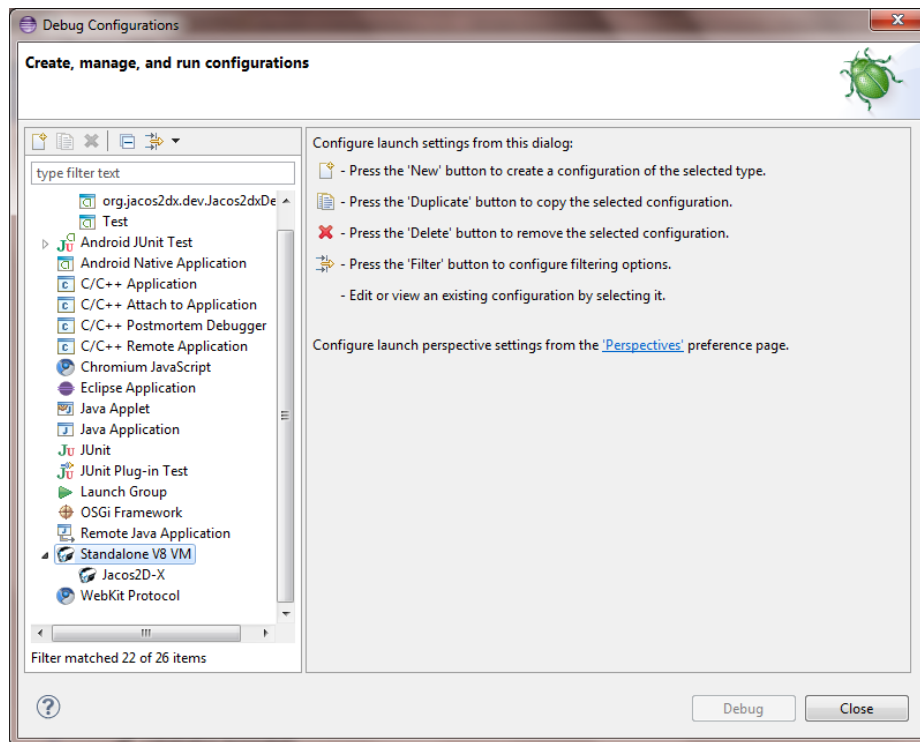 Debug Configurations
Create, manage, and run configurations
type filter text
org.jacos2dx.dev.Jacos2dxDe
Test
Android JUnit Test
Android Native Application
C/C++ Application
C/C++ Attach to Application
C/C++ Postmortem Debugger
C/C++ Remote Application
Chromium JavaScript
Eclipse Application
Java Applet
Java Application
JUnit
JUnit Plug-in Test
Launch Group
OSGi Framework
Remote Java Application
Standalone V8 VM
Jacos2D-X
WebKit Protocol
Filter matched 22 of 26 items
Configure launch settings from this dialog:
- Press the 'New' button to create a configuration of the selected type.
- Press the 'Duplicate' button to copy the selected configuration.
- Press the 'Delete' button to remove the selected configuration.
- Press the 'Filter' button to configure filtering options.
- Edit or view an existing configuration by selecting it.
Configure launch perspective settings from the 'Perspectives' preference page.
Debug
Close